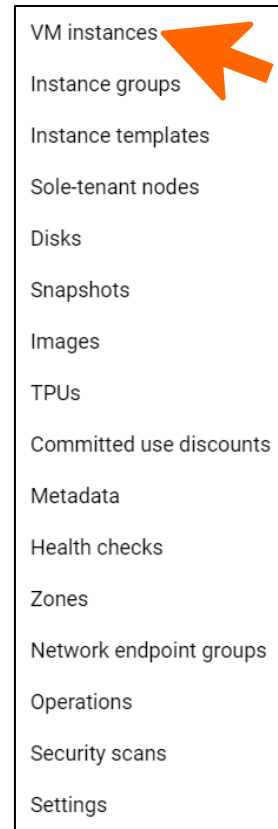 VM instances
Instance groups
Instance templates
Sole-tenant nodes
Disks
Snapshots
Images
TPUs
Committed use discounts
Metadata
Health checks
Zones
Network endpoint groups
Operations
Security scans
Settings